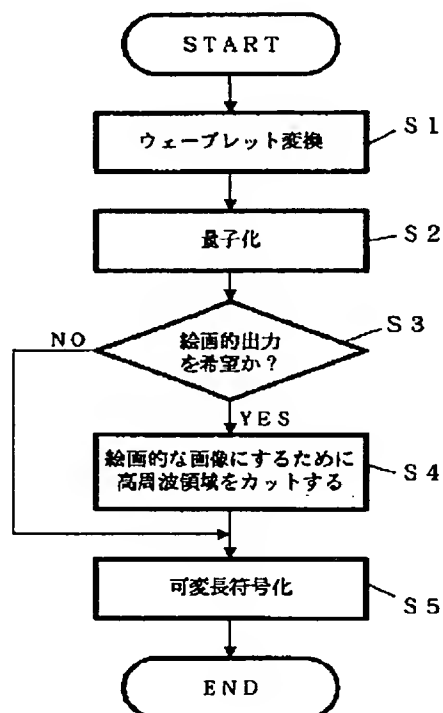 START
ウェーブレット変換
S1
量子化
S2
絵画的出力
を希望か?
S3
NO
YES
絵画的な画像にするために
高周波領域をカットする
S4
可変長符号化
S5
END